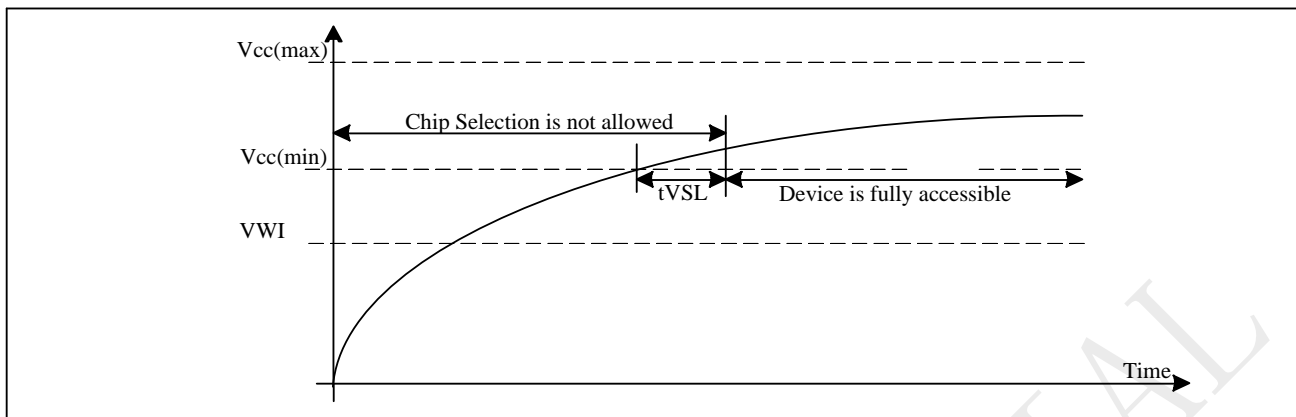 Vcc(max)
Chip Selection is not allowed
Vcc(min)
tVSL
Device is fully accessible
VWI
Time